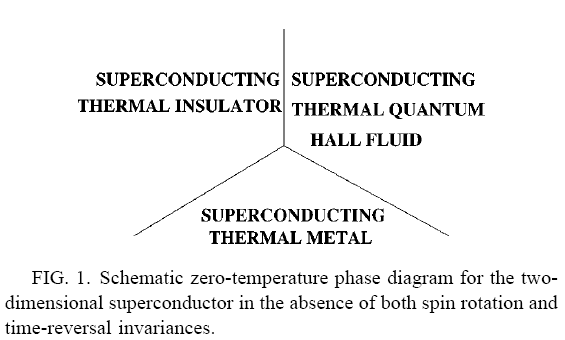 SUPERCONDUCTING
THERMAL INSULATOR
SUPERCONDUCTING
THERMAL QUANTUM
HALL FLUID
SUPERCONDUCTING
THERMAL METAL
FIG. 1. Schematic zero-temperature phase diagram for the two-
dimensional superconductor in the absence of both spin rotation and
time-reversal invariances.